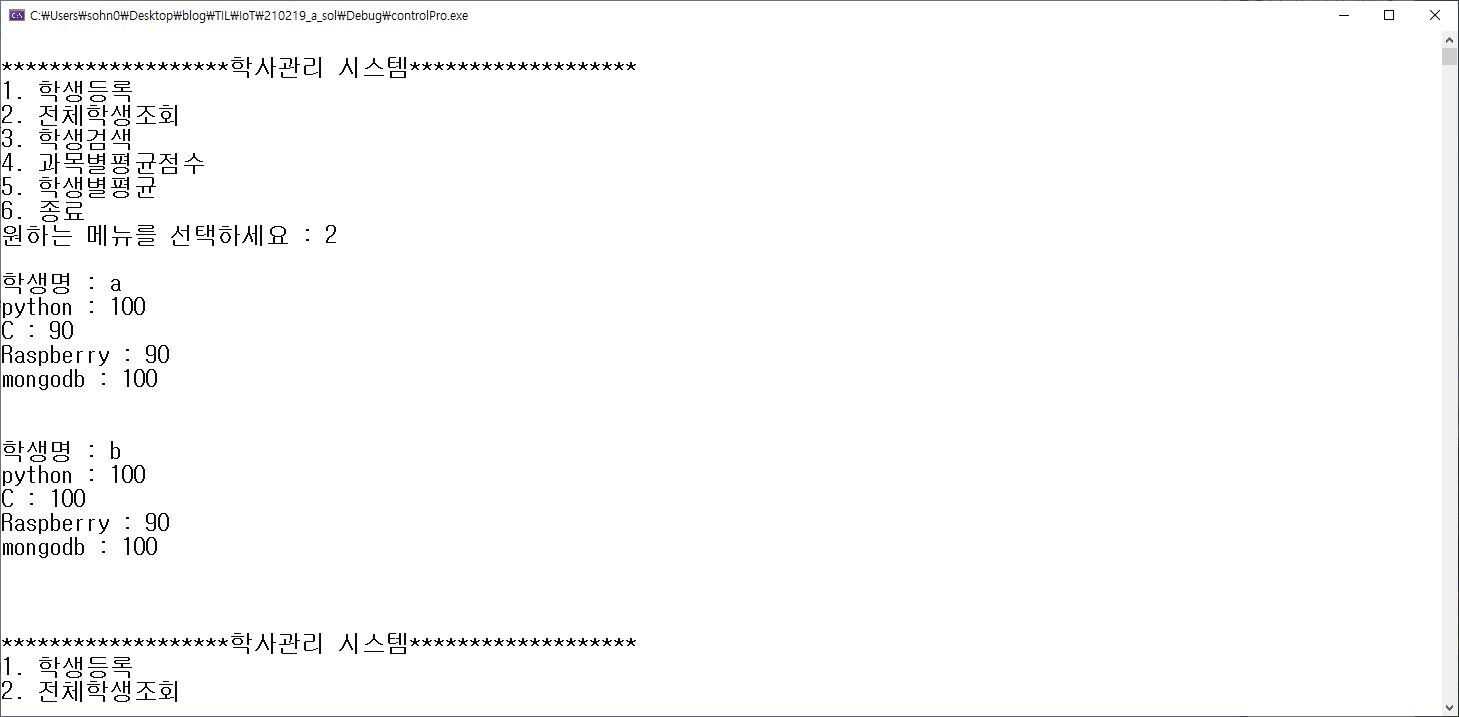 C:\Users\sohn0\Desktop\blog\TIL\IoT\210219_a_sol\Debug\controlPro.exe
*******************학사관리 시스템*******************
1. 학생등록
2. 전체학생조회
3. 학생검색
4. 과목별평균점수
5. 학생별평균
6. 종료
원하는 메뉴를 선택하세요 : 2
학생명 : a
python : 100
C : 90
Raspberry : 90
mongodb : 100
학생명 : b
python : 100
C : 100
Raspberry : 90
mongodb : 100
*******************학사관리 시스템*******************
1. 학생등록
2. 전체학생조회